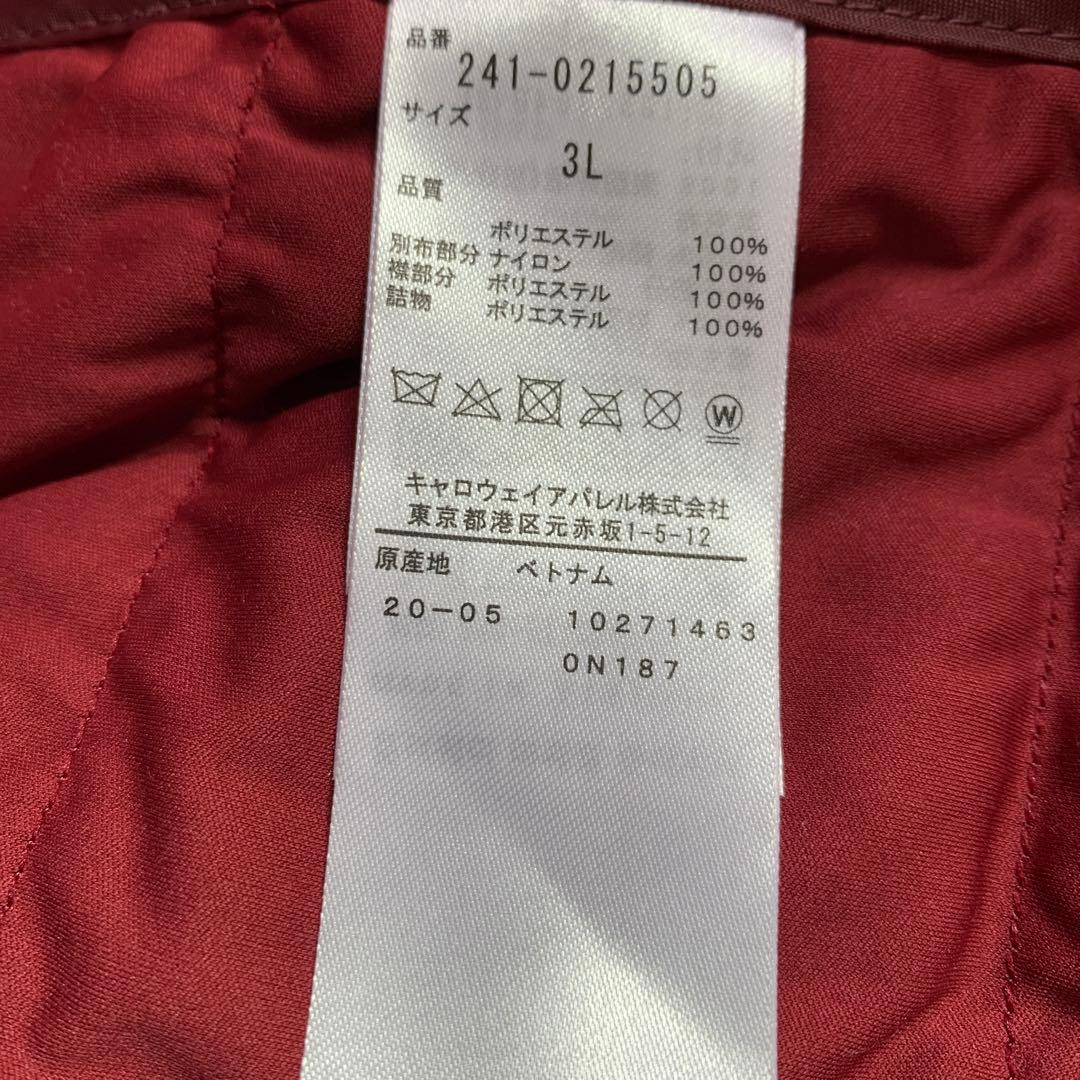 品番
241-0215505
サイズ
3L
品質
ポリエステル 100%
別布部分 ナイロン 100%
襟部分 ポリエステル 100%
詰物 ポリエステル 100%
W
キャロウェイアパレル株式会社
東京都港区元赤坂1-5-12
原産地 ベトナム
20-05 10271463
0N187